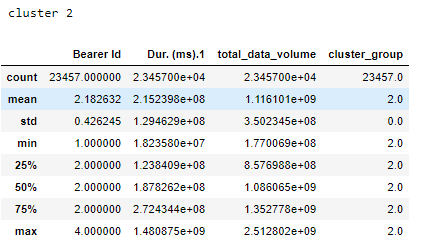 cluster 2
Bearer Id Dur. (ms).1 total_data_volume cluster_group
count 23457.000000 2.345700e+04 2.345700e+04 23457.0
mean 2.182632 2.152398e+08 1.116101e+09 2.0
std 0.426245 1.294629e+08 3.502345e+08 0.0
min 1.000000 1.823580e+07 1.770069e+08 2.0
25% 2.000000 1.238409e+08 8.576988e+08 2.0
50% 2.000000 1.878262e+08 1.086065e+09 2.0
75% 2.000000 2.724344e+08 1.352778e+09 2.0
max 4.000000 1.480875e+09 2.512802e+09 2.0